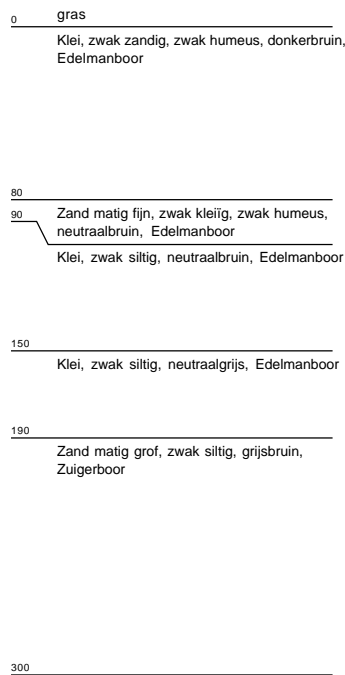 0 gras
Klei, zwak zandig, zwak humeus, donkerbruin,
Edelmanboor
80
90 Zand matig fijn, zwak kleiïg, zwak humeus,
neutraalbruin, Edelmanboor
Klei, zwak siltig, neutraalbruin, Edelmanboor
150
Klei, zwak siltig, neutraalgrijs, Edelmanboor
190
Zand matig grof, zwak siltig, grijsbruin,
Zuigerboor
300